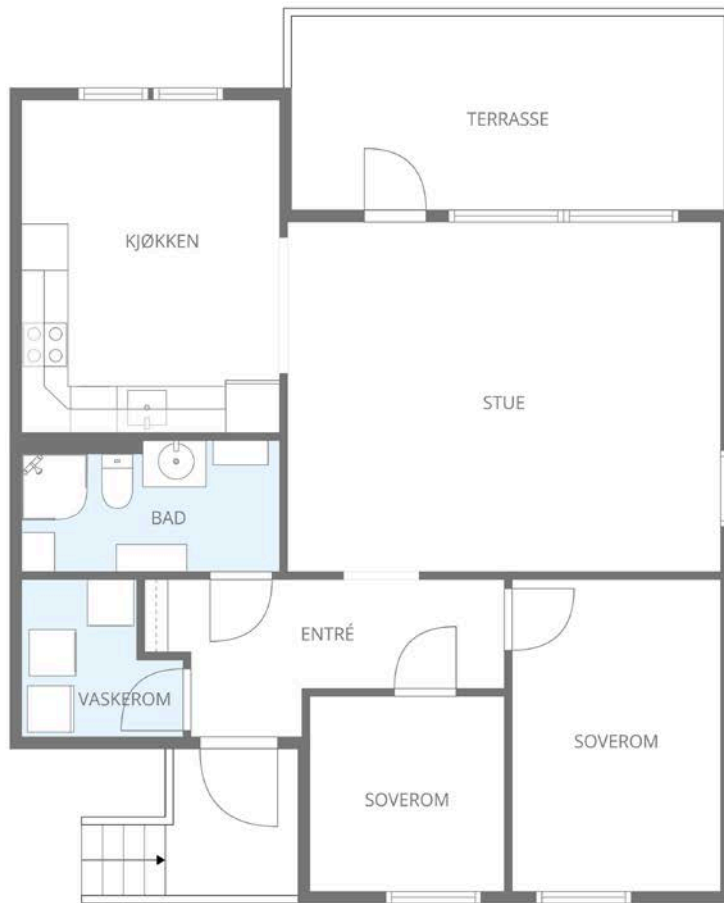 TERRASSE
KJØKKEN
STUE
BAD
ENTRÉ
VASKEROM
SOVEROM
SOVEROM